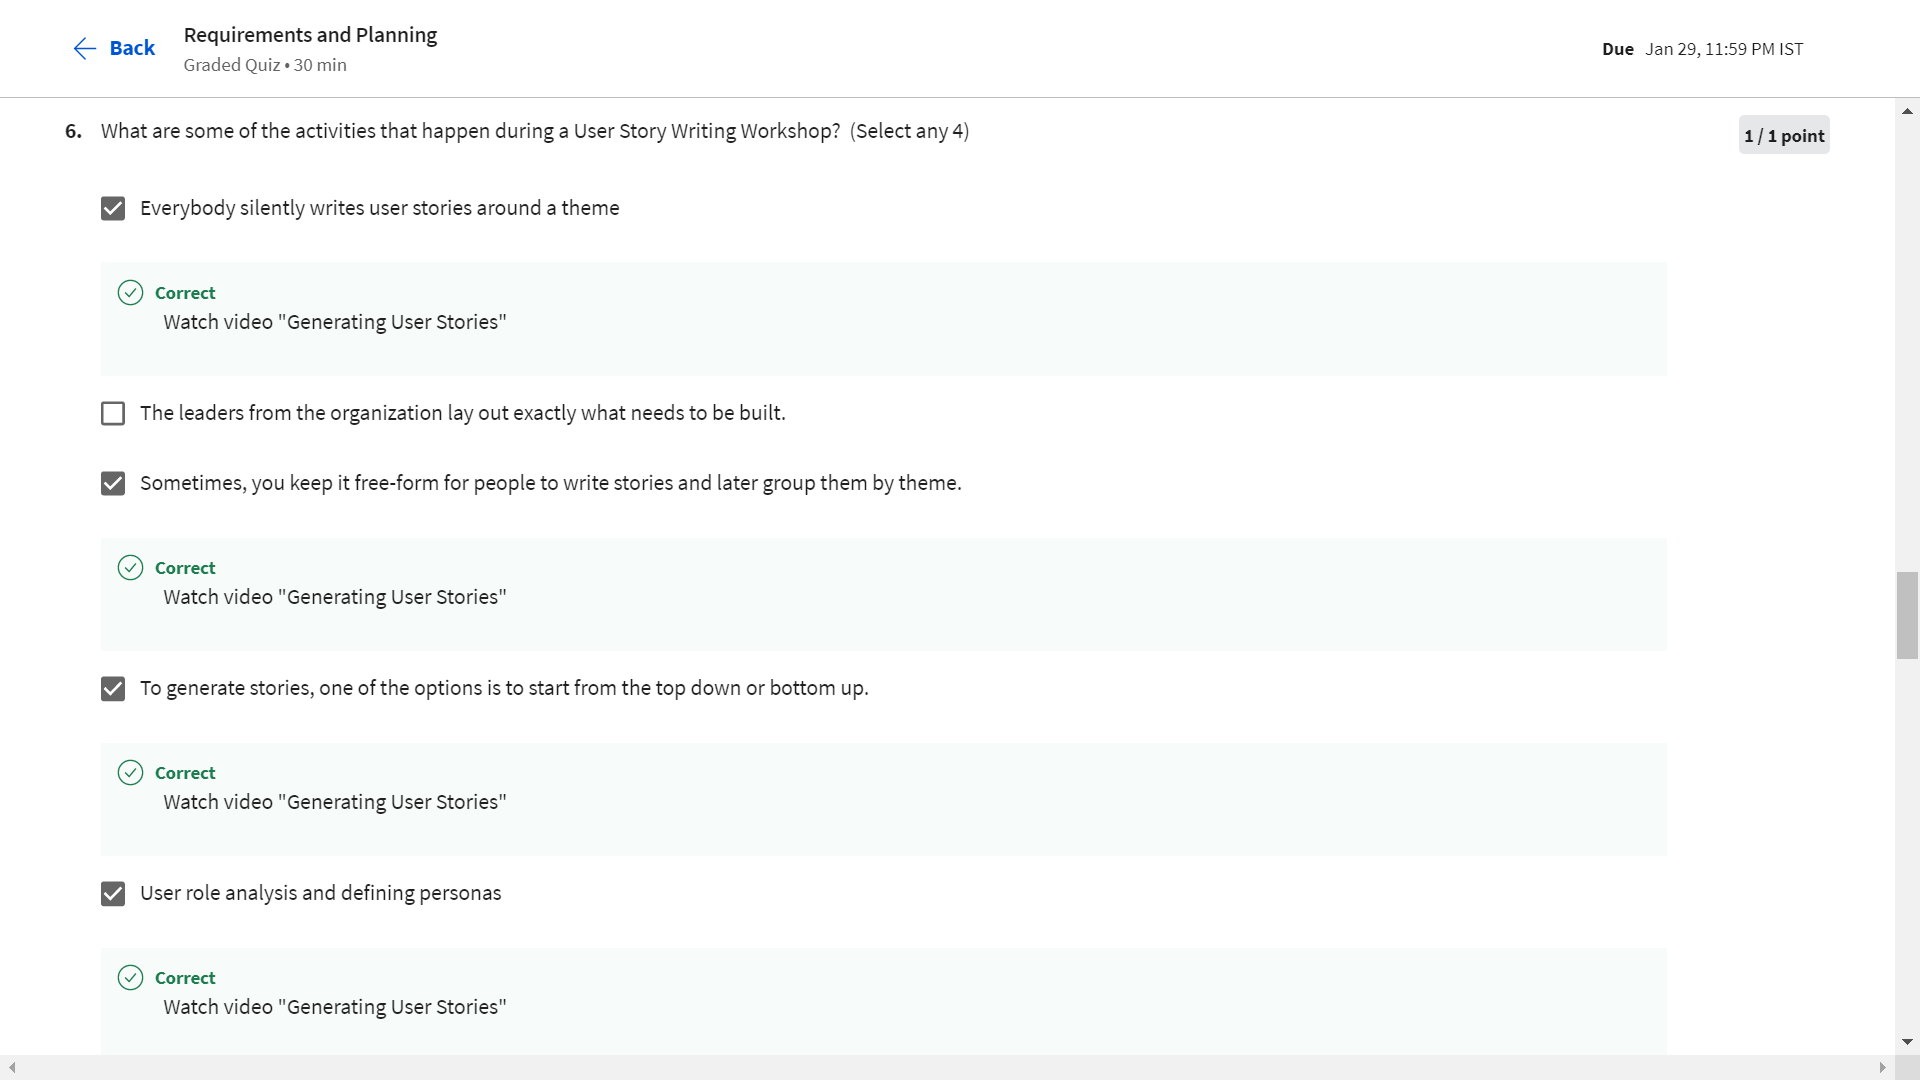 Back
Requirements and Planning
Graded Quiz • 30 min
Due Jan 29, 11:59 PM IST
6. What are some of the activities that happen during a User Story Writing Workshop? (Select any 4)
1 / 1 point
Everybody silently writes user stories around a theme
Correct
Watch video "Generating User Stories"
The leaders from the organization lay out exactly what needs to be built.
Sometimes, you keep it free-form for people to write stories and later group them by theme.
Correct
Watch video "Generating User Stories"
To generate stories, one of the options is to start from the top down or bottom up.
Correct
Watch video "Generating User Stories"
User role analysis and defining personas
Correct
Watch video "Generating User Stories"